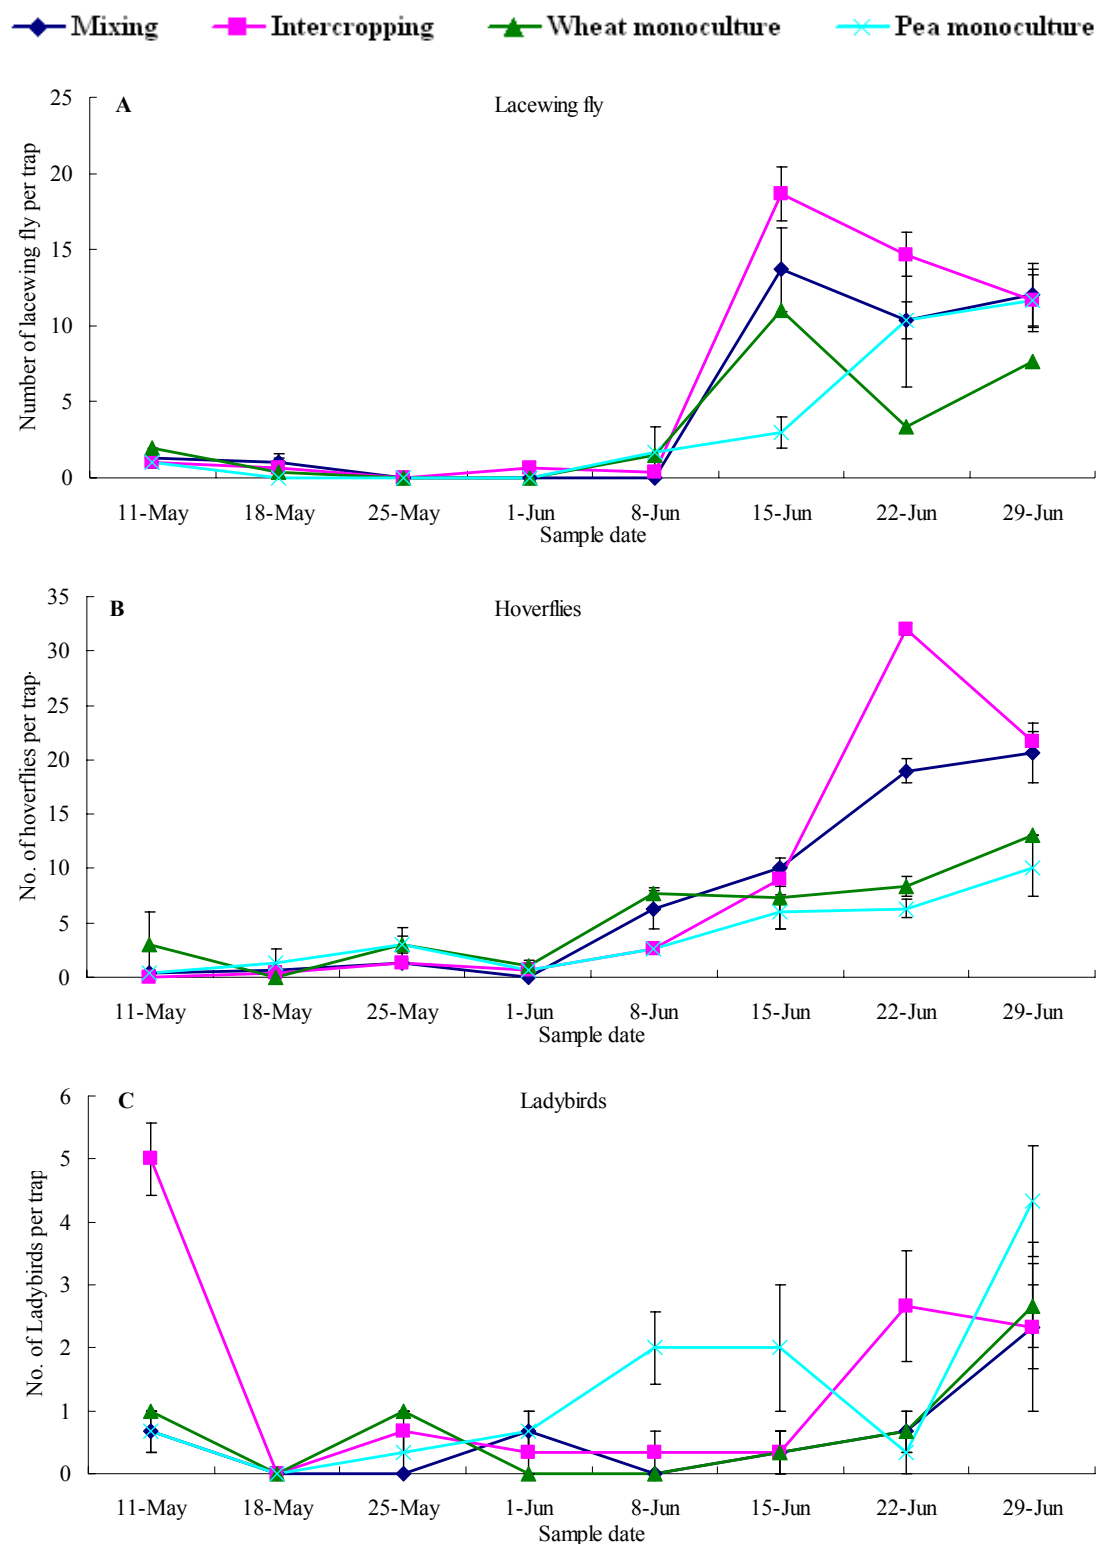 Mixing Intercropping Wheat monoculture Pea monoculture
A Lacewing fly
Number of lacewing fly per trap
25
20
15
10
5
0
11-May 18-May 25-May 1-Jun 8-Jun 15-Jun 22-Jun 29-Jun
Sample date
B Hoverflies
No. of hoverflies per trap.
35
30
25
20
15
10
5
0
11-May 18-May 25-May 1-Jun 8-Jun 15-Jun 22-Jun 29-Jun
Sample date
C Ladybirds
No. of Ladybirds per trap
6
5
4
3
2
1
0
11-May 18-May 25-May 1-Jun 8-Jun 15-Jun 22-Jun 29-Jun
Sample date